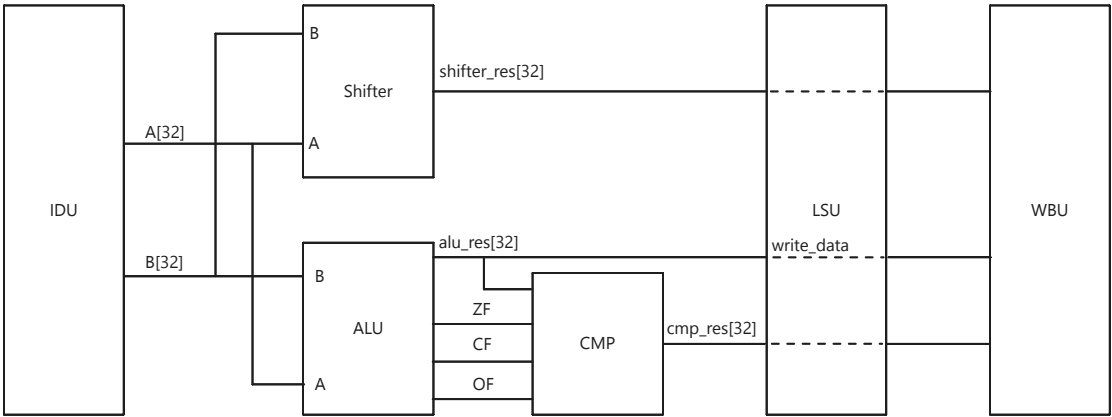 B
shifter_res[32]
Shifter
A[32]
A
IDU
LSU
WBU
alu_res[32]
write_data
B[32]
B
ZF
ALU
cmp_res[32]
CF
CMP
A
OF